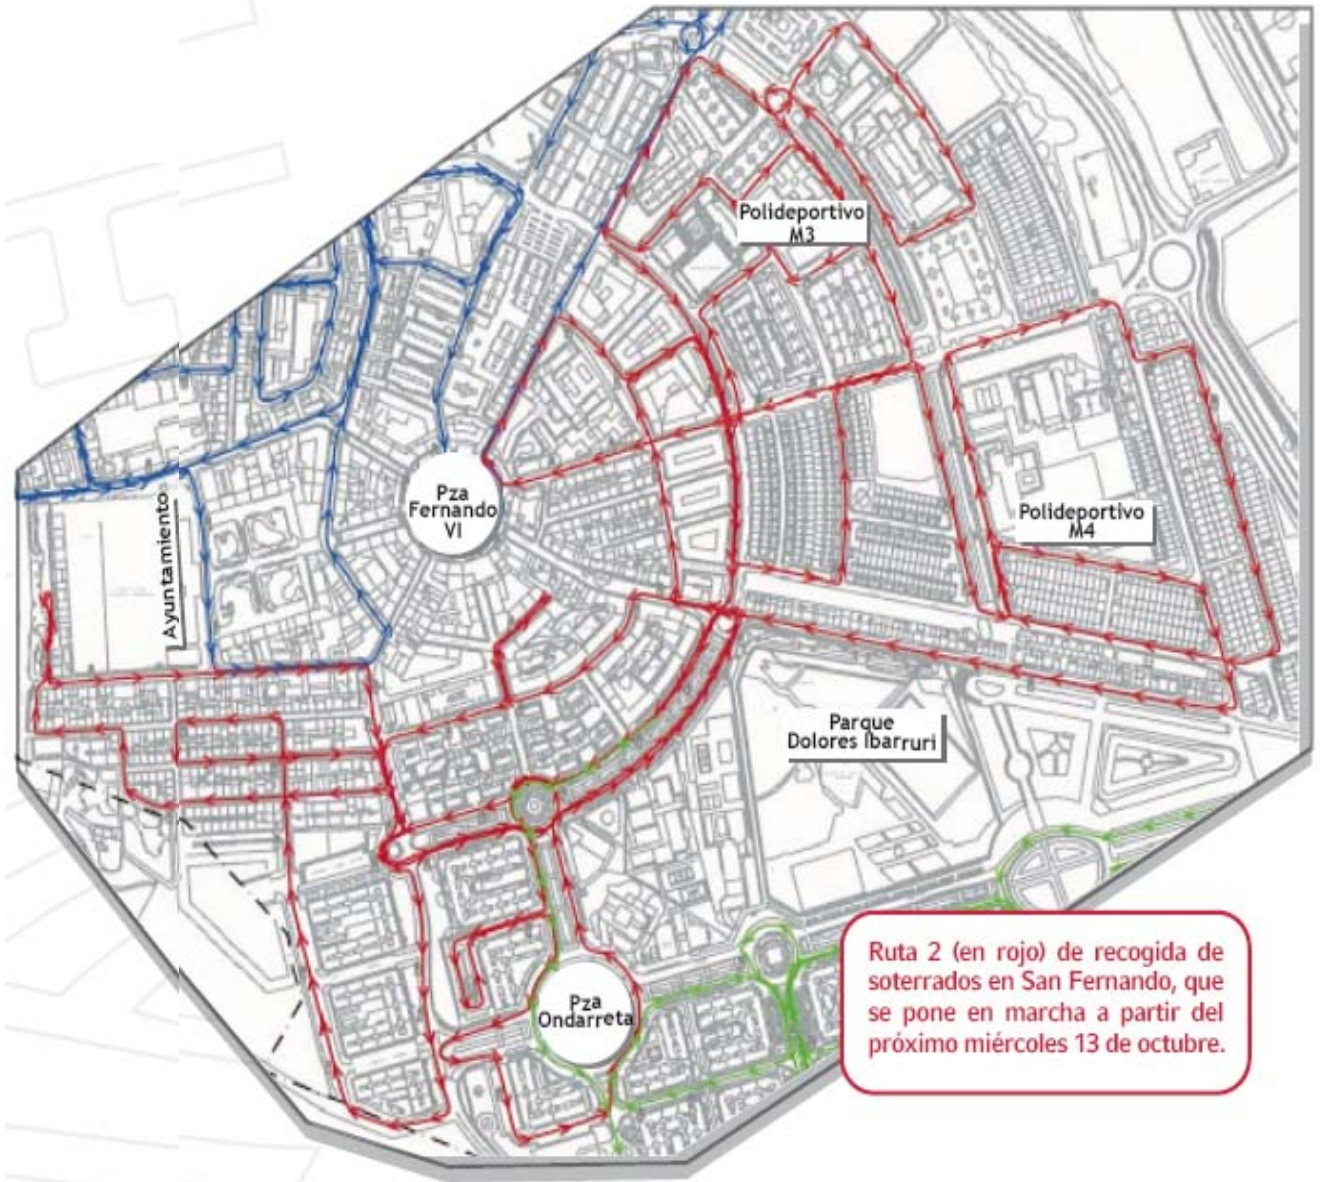 Polideportivo
M3
Pza
Fernando
VI
Ayuntamiento
Polideportivo
M4
Parque
Dolores Ibarruri
Pza
Ondarreta
Ruta 2 (en rojo) de recogida de
soterrados en San Fernando, que
se pone en marcha a partir del
próximo miércoles 13 de octubre.